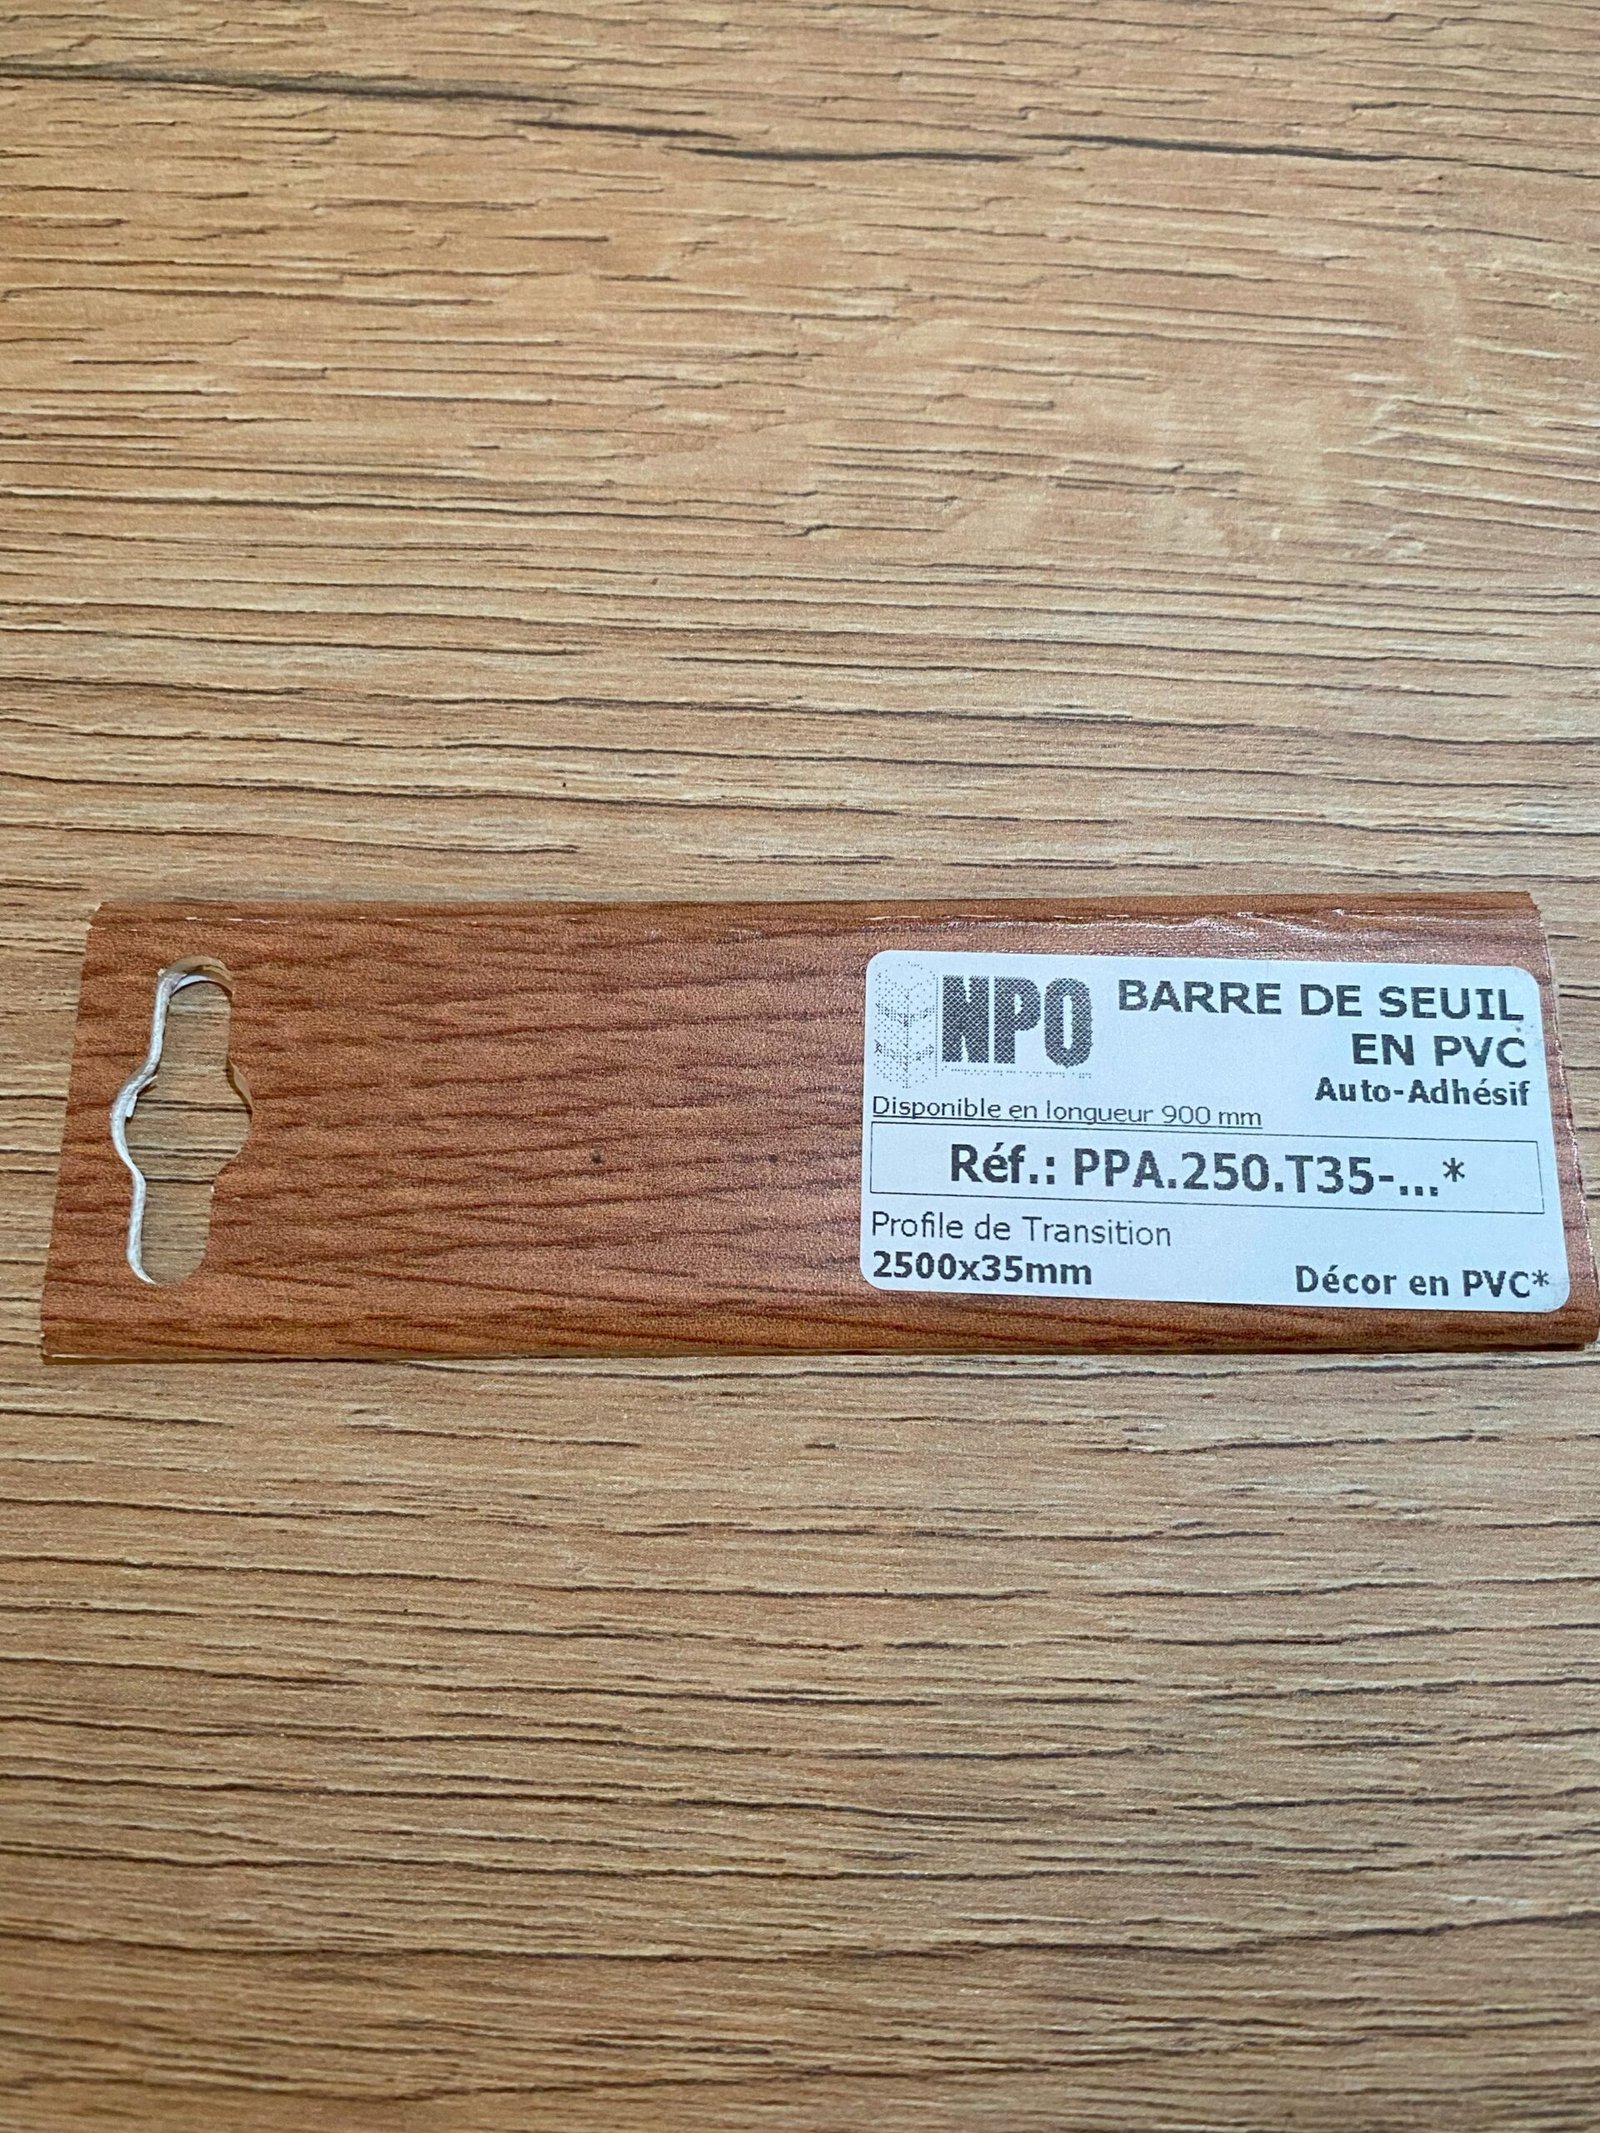 NPO
BARRE DE SEUIL
EN PVC
Auto-Adhésif
Disponible en longueur 900 mm
Réf.: PPA.250.T35-...*
Profile de Transition
2500x35mm
Décor en PVC*